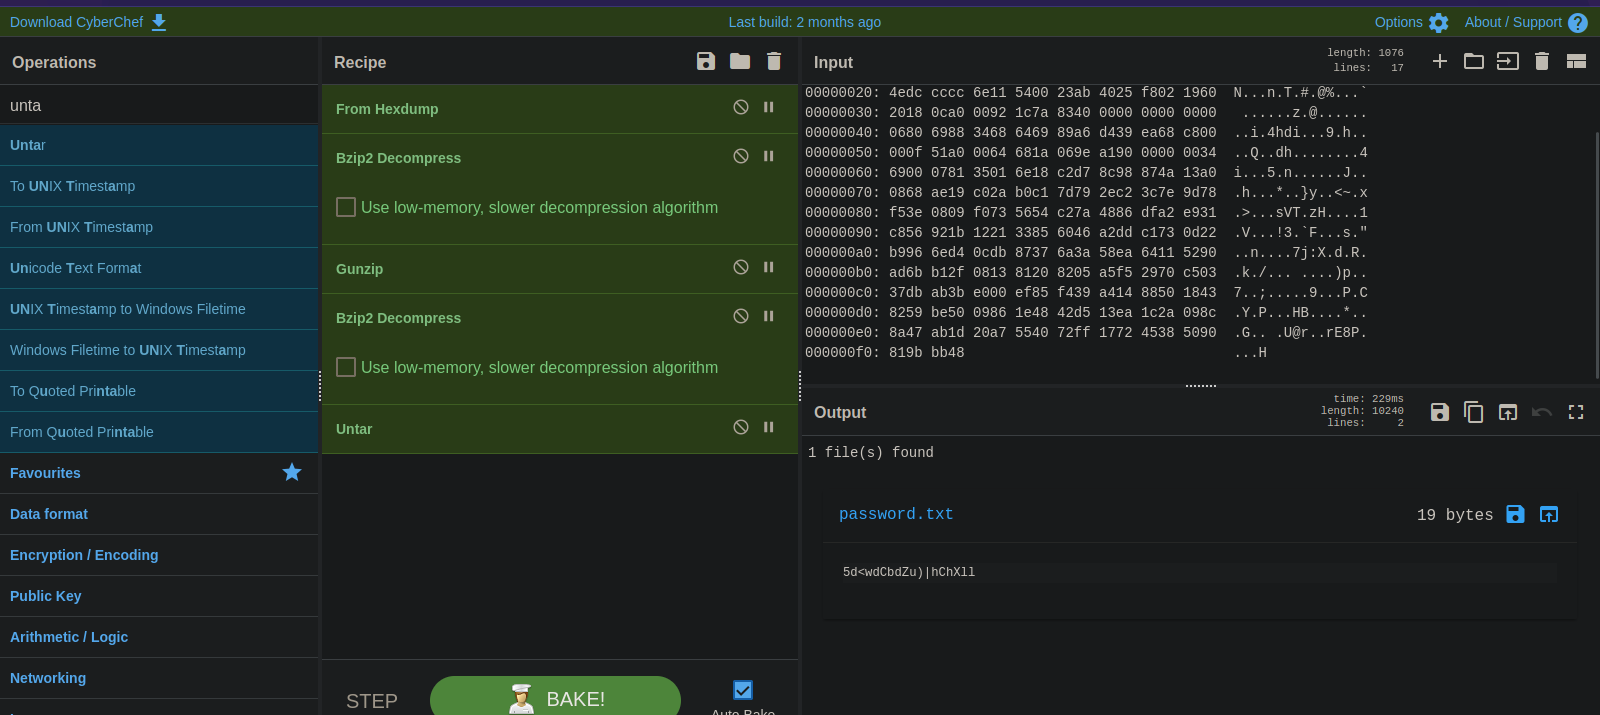 Download CyberChef
Last build: 2 months ago
Options
About / Support
Operations
unta
Untar
To UNIX Timestamp
From UNIX Timestamp
Unicode Text Format
UNIX Timestamp to Windows Filetime
Windows Filetime to UNIX Timestamp
To Quoted Printable
From Quoted Printable
Favourites
Data format
Encryption / Encoding
Public Key
Arithmetic / Logic
Networking
Recipe
From Hexdump
Bzip2 Decompress
Use low-memory, slower decompression algorithm
Gunzip
Bzip2 Decompress
Use low-memory, slower decompression algorithm
Untar
STEP
BAKE!
Auto Bake
Input
length: 1076
lines: 17
00000020: 4edc cccc 6e11 5400 23ab 4025 f802 1960  N...n.T.#.@%...`
00000030: 2018 0ca0 0092 1c7a 8340 0000 0000 0000   ......z.@......
00000040: 0680 6988 3468 6469 89a6 d439 ea68 c800  ..i.4hdi...9.h..
00000050: 000f 51a0 0064 681a 069e a190 0000 0034  ..Q..dh........4
00000060: 6900 0781 3501 6e18 c2d7 8c98 874a 13a0  i...5.n......J..
00000070: 0868 ae19 c02a b0c1 7d79 2ec2 3c7e 9d78  .h...*..}y..<~.x
00000080: f53e 0809 f073 5654 c27a 4886 dfa2 e931  .>...sVT.zH....1
00000090: c856 921b 1221 3385 6046 a2dd c173 0d22  .V...!3.`F...s."
000000a0: b996 6ed4 0cdb 8737 6a3a 58ea 6411 5290  ..n....7j:X.d.R.
000000b0: ad6b b12f 0813 8120 8205 a5f5 2970 c503  .k./... ....)p..
000000c0: 37db ab3b e000 ef85 f439 a414 8850 1843  7..;.....9...P.C
000000d0: 8259 be50 0986 1e48 42d5 13ea 1c2a 098c  .Y.P...HB....*..
000000e0: 8a47 ab1d 20a7 5540 72ff 1772 4538 5090  .G.. .U@r..rE8P.
000000f0: 819b bb48  ...H
Output
time: 229ms
length: 10240
lines: 2
1 file(s) found
password.txt
19 bytes
5d<wdCbdZu)|hChXll